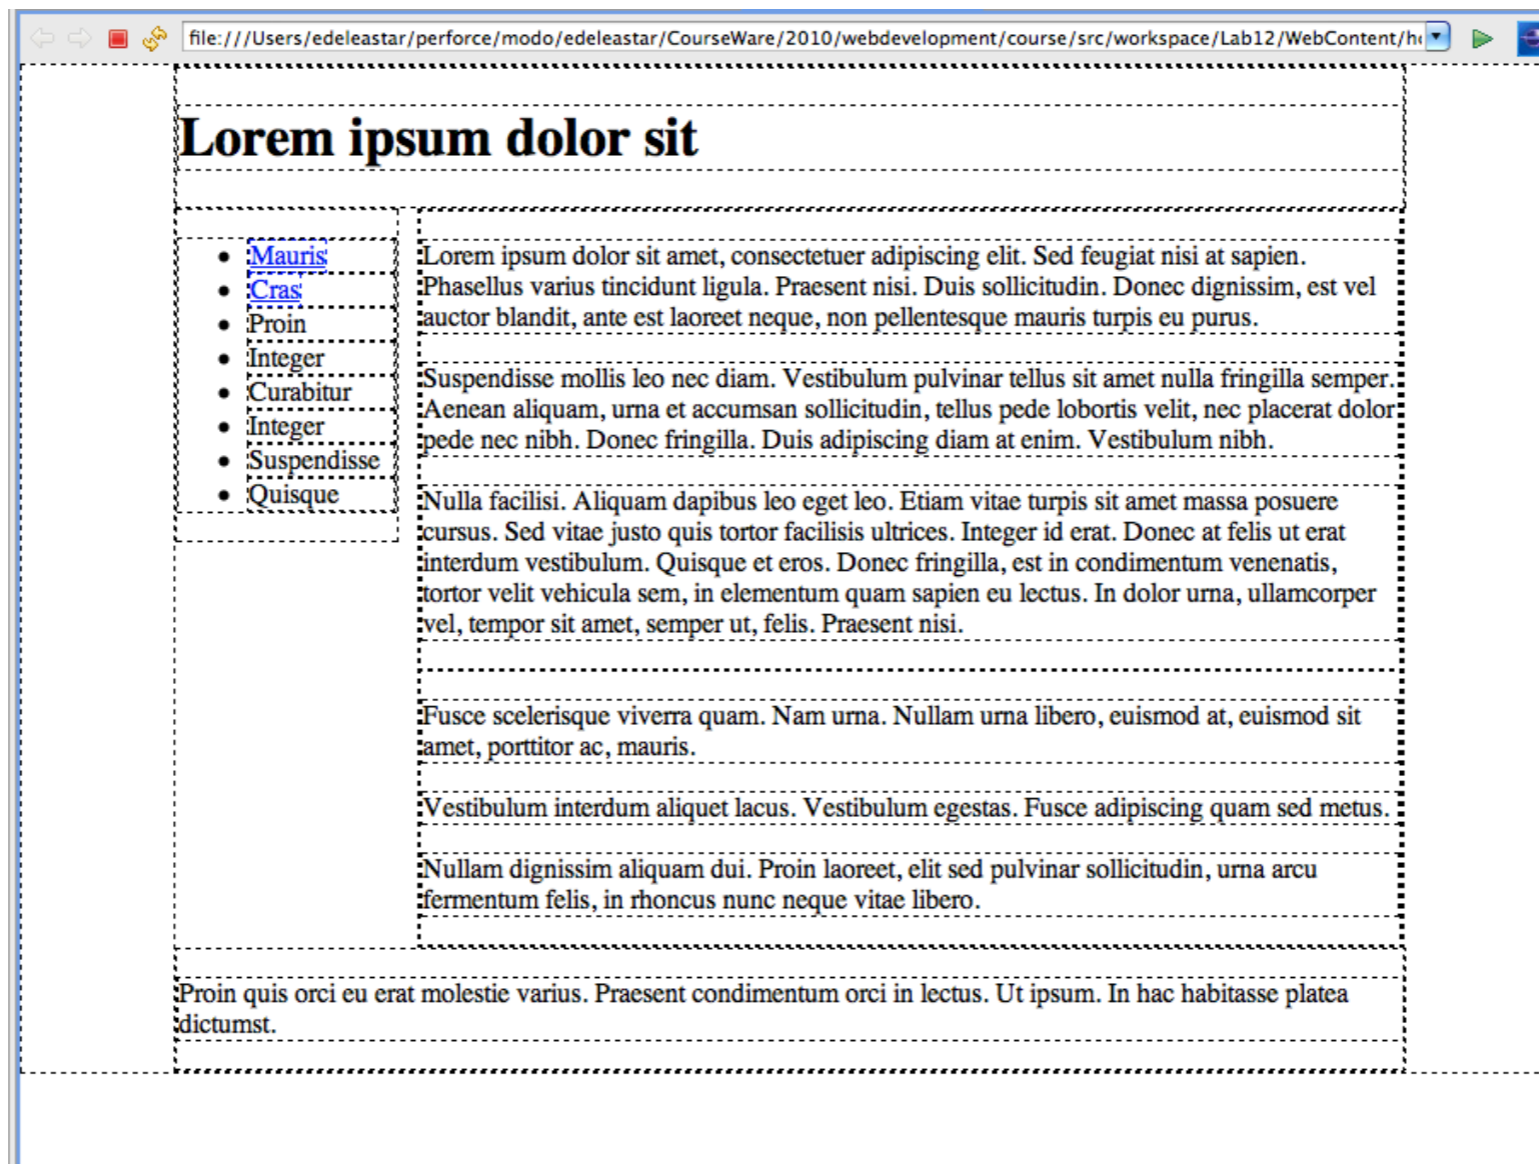 file:///Users/edeleastar/perforce/modo/edeleastar/CourseWare/2010/webdevelopment/course/src/workspace/Lab12/WebContent/h
Lorem ipsum dolor sit
Mauris
Cras
Proin
Integer
Curabitur
Integer
Suspendisse
Quisque
Lorem ipsum dolor sit amet, consectetuer adipiscing elit. Sed feugiat nisi at sapien.
Phasellus varius tincidunt ligula. Praesent nisi. Duis sollicitudin. Donec dignissim, est vel
auctor blandit, ante est laoreet neque, non pellentesque mauris turpis eu purus.
Suspendisse mollis leo nec diam. Vestibulum pulvinar tellus sit amet nulla fringilla semper.
Aenean aliquam, urna et accumsan sollicitudin, tellus pede lobortis velit, nec placerat dolor
pede nec nibh. Donec fringilla. Duis adipiscing diam at enim. Vestibulum nibh.
Nulla facilisi. Aliquam dapibus leo eget leo. Etiam vitae turpis sit amet massa posuere
cursus. Sed vitae justo quis tortor facilisis ultrices. Integer id erat. Donec at felis ut erat
interdum vestibulum. Quisque et eros. Donec fringilla, est in condimentum venenatis,
tortor velit vehicula sem, in elementum quam sapien eu lectus. In dolor urna, ullamcorper
vel, tempor sit amet, semper ut, felis. Praesent nisi.
Fusce scelerisque viverra quam. Nam urna. Nullam urna libero, euismod at, euismod sit
amet, porttitor ac, mauris.
Vestibulum interdum aliquet lacus. Vestibulum egestas. Fusce adipiscing quam sed metus.
Nullam dignissim aliquam dui. Proin laoreet, elit sed pulvinar sollicitudin, urna arcu
fermentum felis, in rhoncus nunc neque vitae libero.
Proin quis orci eu erat molestie varius. Praesent condimentum orci in lectus. Ut ipsum. In hac habitasse platea
dictumst.